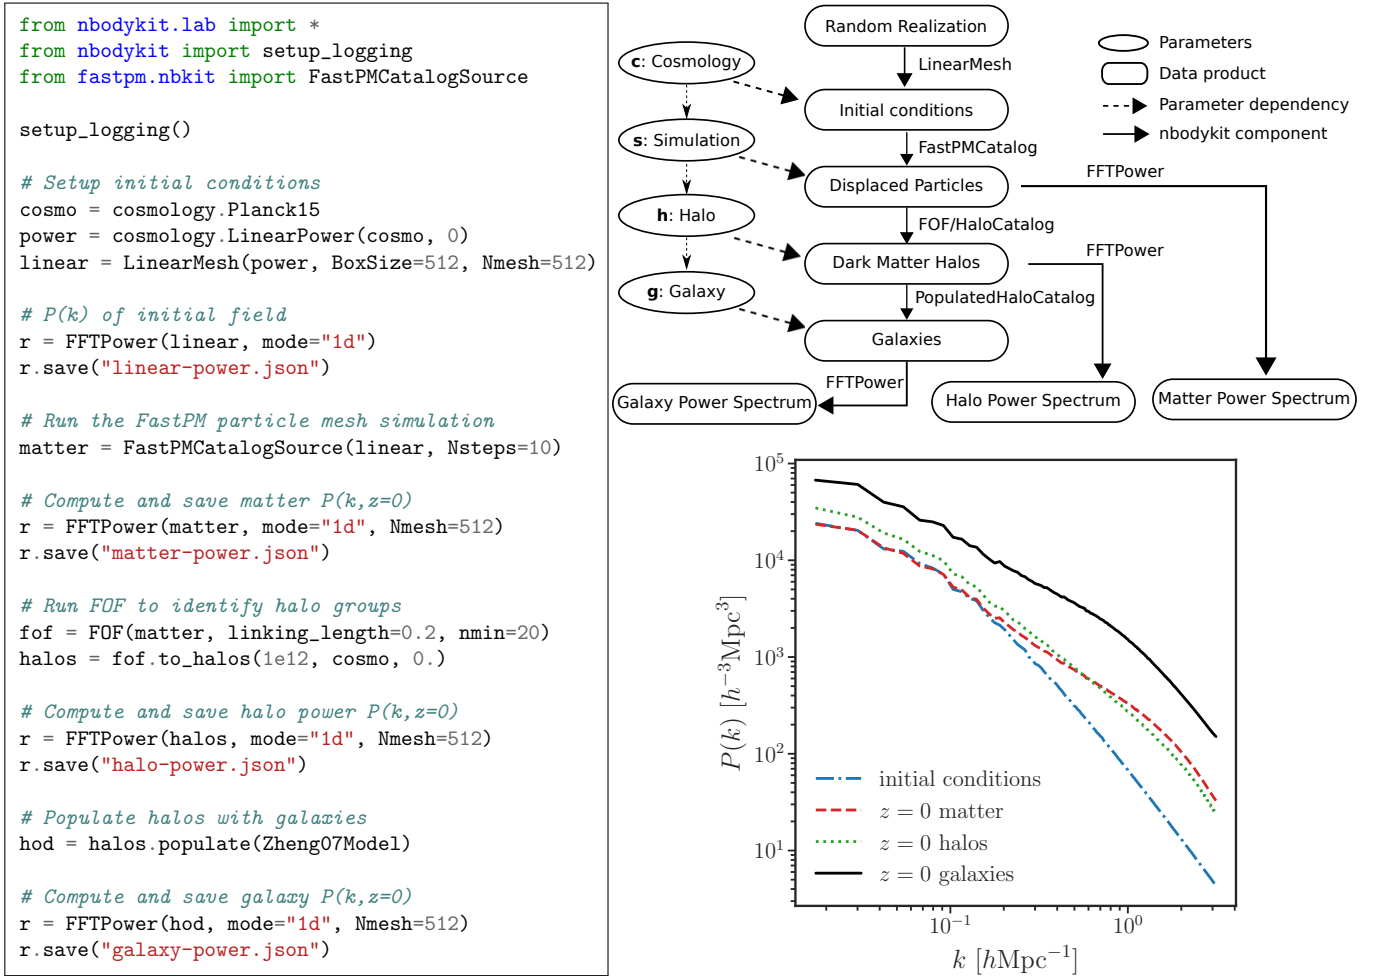 from nbodykit.lab import *
from nbodykit import setup_logging
from fastpm.nbkit import FastPMCatalogSource
setup_logging()
# Setup initial conditions
cosmo = cosmology.Planck15
power = cosmology.LinearPower(cosmo, 0)
linear = LinearMesh(power, BoxSize=512, Nmesh=512)
# P(k) of initial field
r = FFTPower(linear, mode="1d")
r.save("linear-power.json")
# Run the FastPM particle mesh simulation
matter = FastPMCatalogSource(linear, Nsteps=10)
# Compute and save matter P(k,z=0)
r = FFTPower(matter, mode="1d", Nmesh=512)
r.save("matter-power.json")
# Run FOF to identify halo groups
fof = FOF(matter, linking_length=0.2, nmin=20)
halos = fof.to_halos(1e12, cosmo, 0.)
# Compute and save halo power P(k,z=0)
r = FFTPower(halos, mode="1d", Nmesh=512)
r.save("halo-power.json")
# Populate halos with galaxies
hod = halos.populate(Zheng07Model)
# Compute and save galaxy P(k,z=0)
r = FFTPower(hod, mode="1d", Nmesh=512)
r.save("galaxy-power.json")
Random Realization
LinearMesh
c: Cosmology
Initial conditions
FastPMCatalog
s: Simulation
Displaced Particles
FFTPower
FOF/HaloCatalog
h: Halo
Dark Matter Halos
FFTPower
PopulatedHaloCatalog
g: Galaxy
Galaxies
FFTPower
Galaxy Power Spectrum
Halo Power Spectrum
Matter Power Spectrum
Parameters
Data product
Parameter dependency
nbodykit component
10^5
10^4
10^3
10^2
10^1
P(k) [h^{-3}Mpc^3]
initial conditions
z = 0 matter
z = 0 halos
z = 0 galaxies
10^{-1}
10^0
k [hMpc^{-1}]